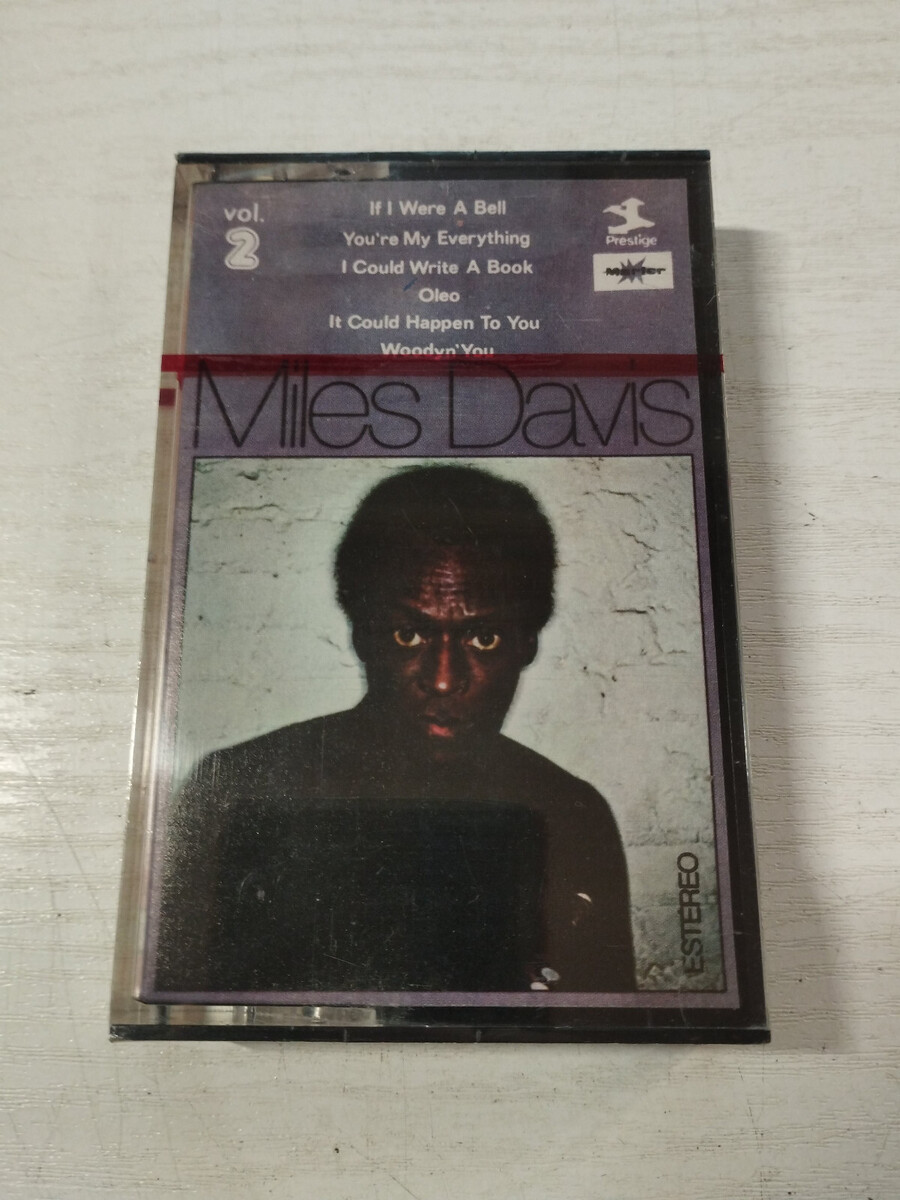 vol.
2
If I Were A Bell
You're My Everything
I Could Write A Book
Oleo
It Could Happen To You
Woodyn'You
Prestige
Merier
Miles Davis
ESTEREO